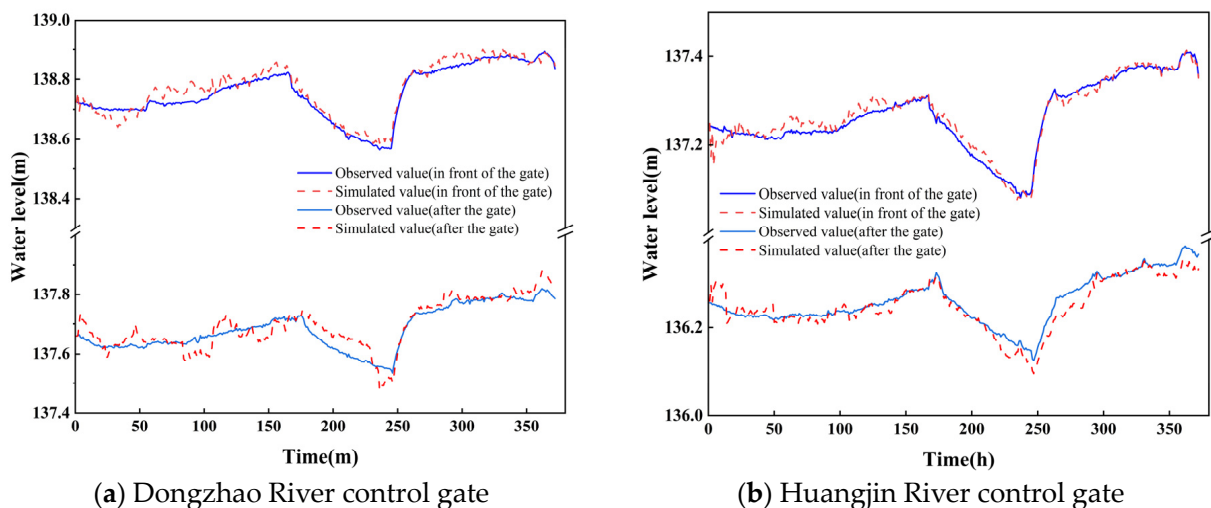 139.0
138.8
138.6
138.4
137.8
137.6
137.4
Water level(m)
Observed value(in front of the gate)
Simulated value(in front of the gate)
Observed value(after the gate)
Simulated value(after the gate)
0 50 100 150 200 250 300 350
Time(m)
(a) Dongzhao River control gate
137.4
137.2
136.2
136.0
Water level(m)
Observed value(in front of the gate)
Simulated value(in front of the gate)
Observed value(after the gate)
Simulated value(after the gate)
0 50 100 150 200 250 300 350
Time(h)
(b) Huangjin River control gate